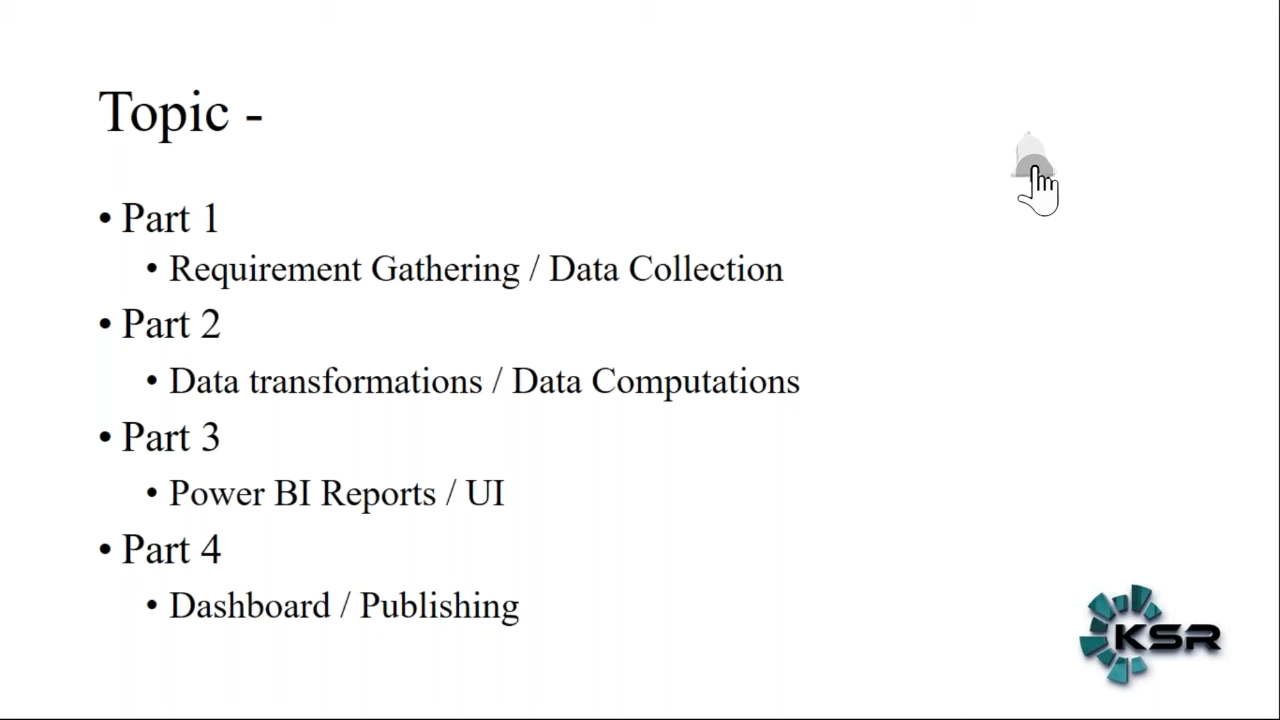 Topic -
• Part 1
• Requirement Gathering / Data Collection
• Part 2
• Data transformations / Data Computations
• Part 3
• Power BI Reports / UI
• Part 4
• Dashboard / Publishing
KSR